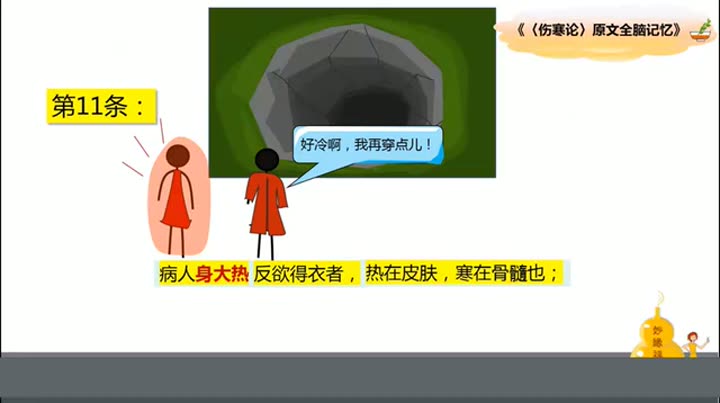 《〈伤寒论〉原文全脑记忆》
第11条：
好冷啊，我再穿点儿！
病人身大热 反欲得衣者，热在皮肤，寒在骨髓也；
妙